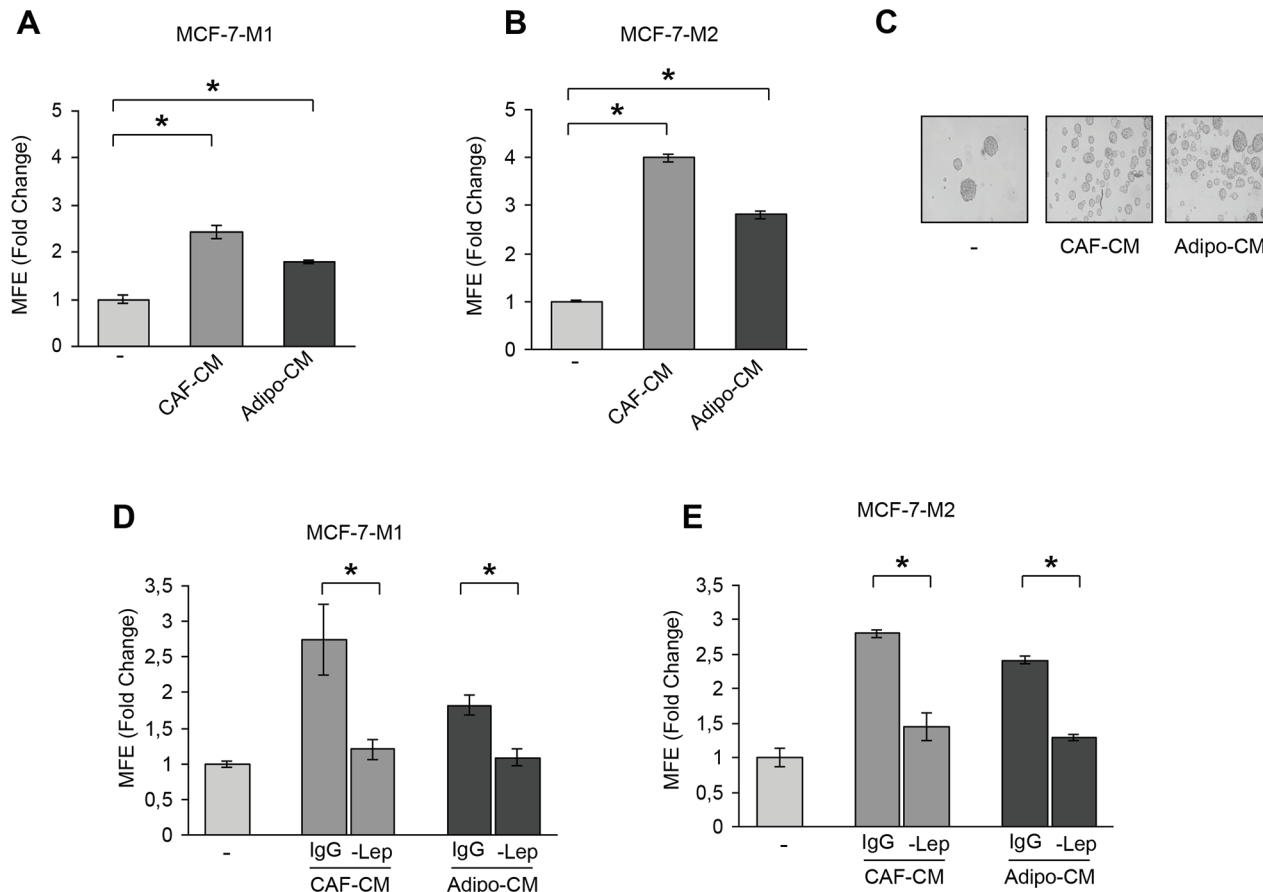 A
MCF-7-M1
*
*
MFE (Fold Change)
5
4
3
2
1
0
-
CAF-CM
Adipo-CM
B
MCF-7-M2
*
*
MFE (Fold Change)
5
4
3
2
1
0
-
CAF-CM
Adipo-CM
C
- CAF-CM Adipo-CM
D
MCF-7-M1
* *
MFE (Fold Change)
3,5
3
2,5
2
1,5
1
0,5
0
- IgG -Lep IgG -Lep
CAF-CM Adipo-CM
E
MCF-7-M2
* *
MFE (Fold Change)
3,5
3
2,5
2
1,5
1
0,5
0
- IgG -Lep IgG -Lep
CAF-CM Adipo-CM